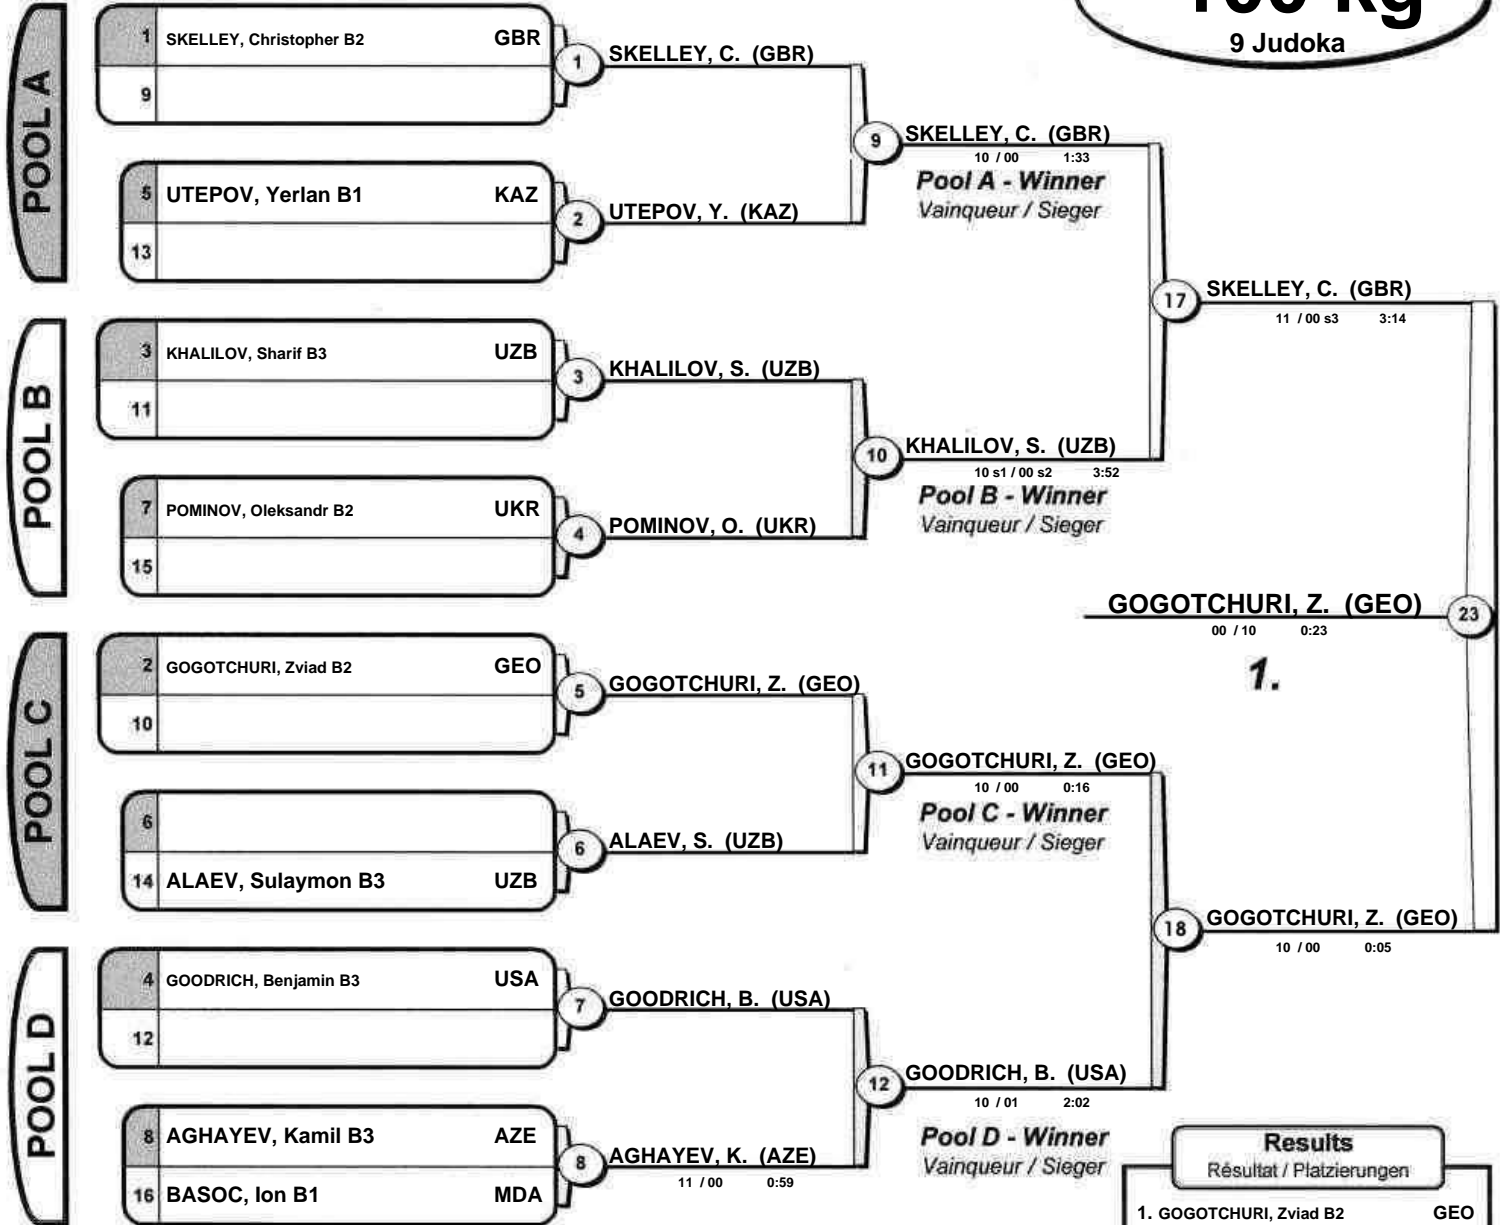 100 kg
9 Judoka
POOL A
1 SKELLEY, Christopher B2 GBR
9
1 SKELLEY, C. (GBR)
5 UTEPOV, Yerlan B1 KAZ
13
2 UTEPOV, Y. (KAZ)
9 SKELLEY, C. (GBR)
10 / 00 1:33
Pool A - Winner
Vainqueur / Sieger
POOL B
3 KHALILOV, Sharif B3 UZB
11
3 KHALILOV, S. (UZB)
7 POMINOV, Oleksandr B2 UKR
15
4 POMINOV, O. (UKR)
10 KHALILOV, S. (UZB)
10 s1 / 00 s2 3:52
Pool B - Winner
Vainqueur / Sieger
17 SKELLEY, C. (GBR)
11 / 00 s3 3:14
GOGOTCHURI, Z. (GEO) 23
00 / 10 0:23
1.
POOL C
2 GOGOTCHURI, Zviad B2 GEO
10
5 GOGOTCHURI, Z. (GEO)
6
14 ALAEV, Sulaymon B3 UZB
6 ALAEV, S. (UZB)
11 GOGOTCHURI, Z. (GEO)
10 / 00 0:16
Pool C - Winner
Vainqueur / Sieger
18 GOGOTCHURI, Z. (GEO)
10 / 00 0:05
POOL D
4 GOODRICH, Benjamin B3 USA
12
7 GOODRICH, B. (USA)
8 AGHAYEV, Kamil B3 AZE
16 BASOC, Ion B1 MDA
8 AGHAYEV, K. (AZE)
11 / 00 0:59
12 GOODRICH, B. (USA)
10 / 01 2:02
Pool D - Winner
Vainqueur / Sieger
Results
Résultat / Platzierungen
1. GOGOTCHURI, Zviad B2 GEO